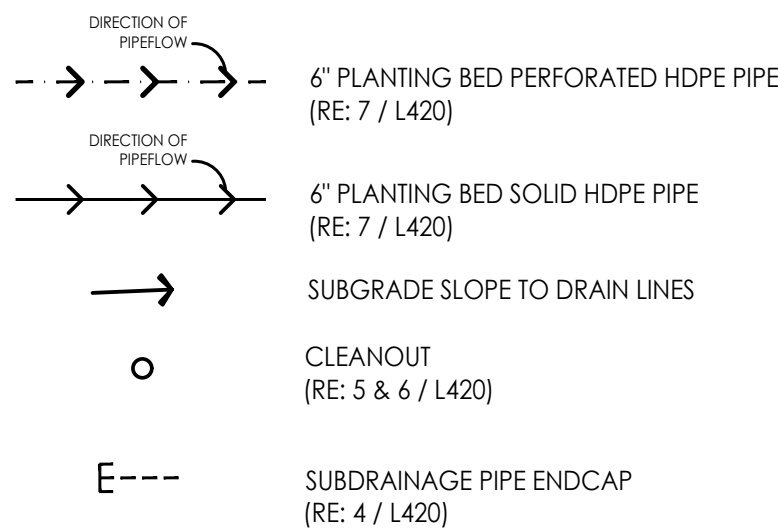 DIRECTION OF
PIPEFLOW
6" PLANTING BED PERFORATED HDPE PIPE
(RE: 7 / L420)
DIRECTION OF
PIPEFLOW
6" PLANTING BED SOLID HDPE PIPE
(RE: 7 / L420)
SUBGRADE SLOPE TO DRAIN LINES
CLEANOUT
(RE: 5 & 6 / L420)
SUBDRAINAGE PIPE ENDCAP
(RE: 4 / L420)